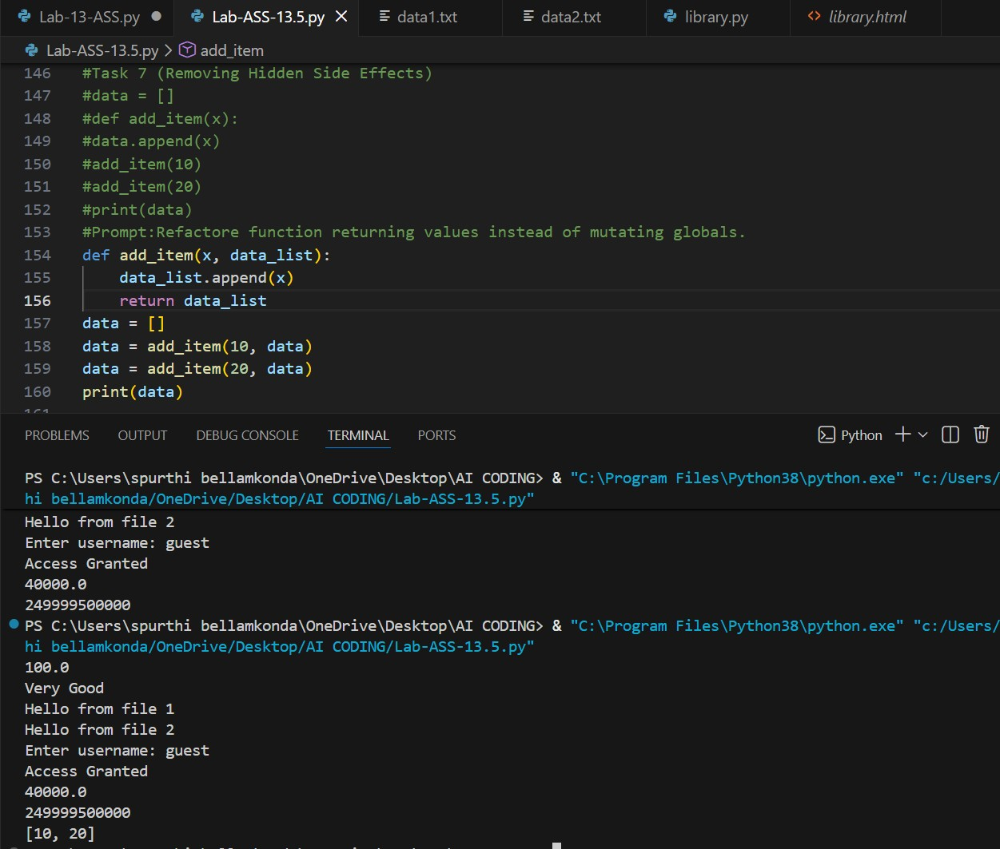 Lab-13-ASS.py
Lab-ASS-13.5.py
data1.txt
data2.txt
library.py
library.html
Lab-ASS-13.5.py > add_item
146 #Task 7 (Removing Hidden Side Effects)
147 #data = []
148 #def add_item(x):
149 #data.append(x)
150 #add_item(10)
151 #add_item(20)
152 #print(data)
153 #Prompt:Refactore function returning values instead of mutating globals.
154 def add_item(x, data_list):
155     data_list.append(x)
156     return data_list
157 data = []
158 data = add_item(10, data)
159 data = add_item(20, data)
160 print(data)
161
PROBLEMS OUTPUT DEBUG CONSOLE TERMINAL PORTS Python
PS C:\Users\spurthi bellamkonda\OneDrive\Desktop\AI CODING> & "C:\Program Files\Python38\python.exe" "c:/Users/
hi bellamkonda/OneDrive/Desktop/AI CODING/Lab-ASS-13.5.py"
Hello from file 2
Enter username: guest
Access Granted
40000.0
249999500000
PS C:\Users\spurthi bellamkonda\OneDrive\Desktop\AI CODING> & "C:\Program Files\Python38\python.exe" "c:/Users/
hi bellamkonda/OneDrive/Desktop/AI CODING/Lab-ASS-13.5.py"
100.0
Very Good
Hello from file 1
Hello from file 2
Enter username: guest
Access Granted
40000.0
249999500000
[10, 20]